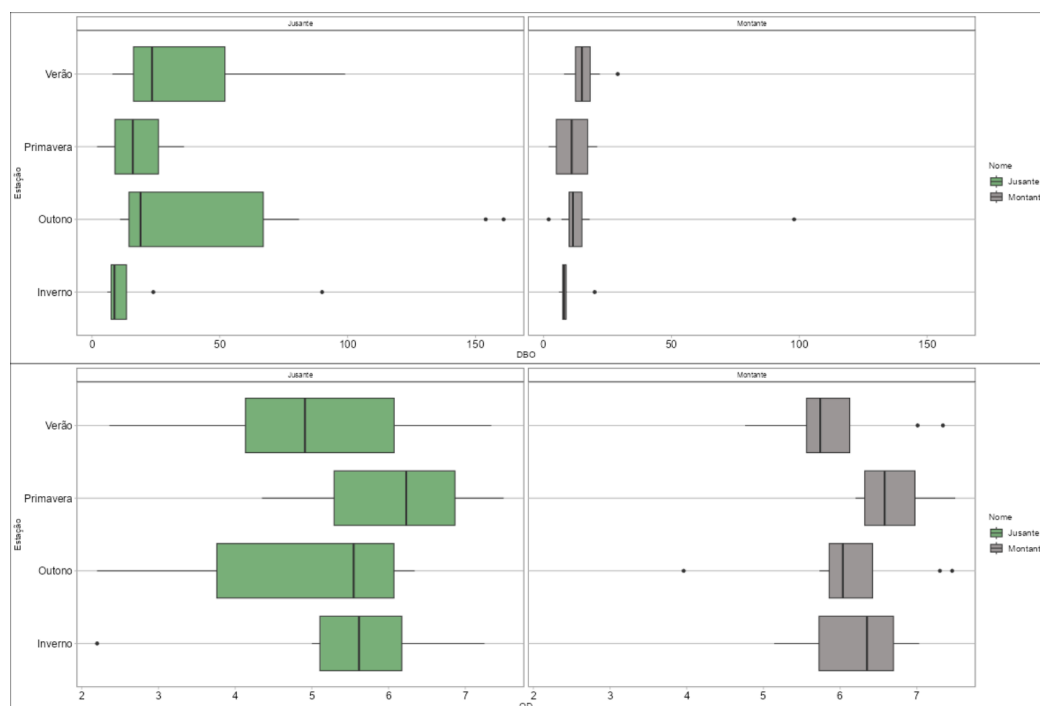 Jusante
Montante
Estação
Verão
Primavera
Outono
Inverno
0
50
100
150
0
50
100
150
DBO
Nome
Jusante
Montant
Jusante
Montante
Estação
Verão
Primavera
Outono
Inverno
2
3
4
5
6
7
2
3
4
5
6
7
OD
Nome
Jusante
Montant